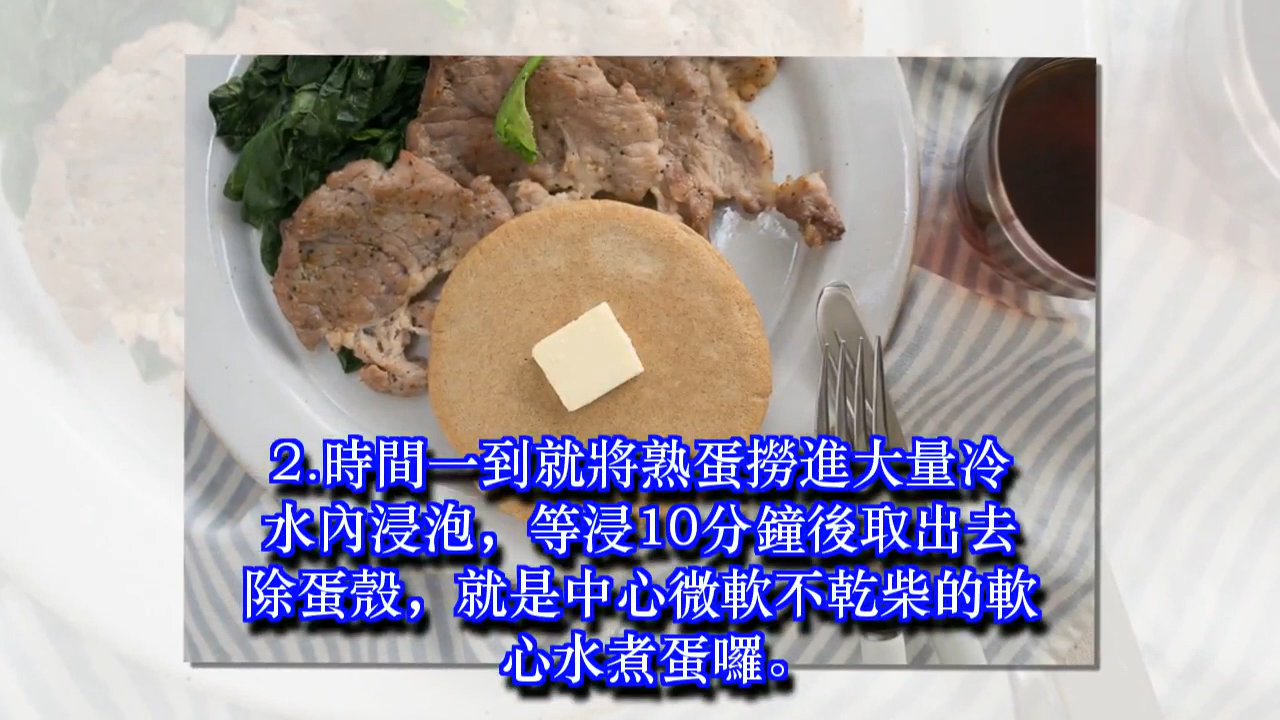 2.時間一到就將熟蛋撈進大量冷
水內浸泡，等浸10分鐘後取出去
除蛋殼，就是中心微軟不乾柴的軟
心水煮蛋囉。